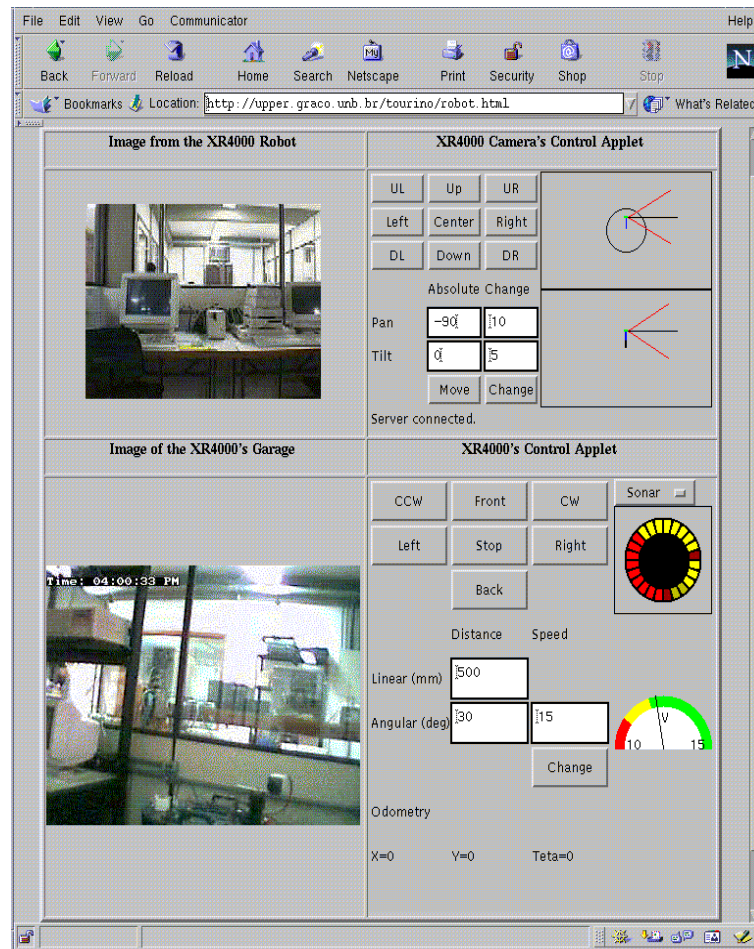 File Edit View Go Communicator Help
Back Forward Reload Home Search Netscape Print Security Shop Stop
My
N
Bookmarks Location: http://upper.graco.unb.br/tourino/robot.html What's Related
Image from the XR4000 Robot
XR4000 Camera's Control Applet
UL Up UR
Left Center Right
DL Down DR
Absolute Change
Pan -90 10
Tilt 0 5
Move Change
Server connected.
Image of the XR4000's Garage
XR4000's Control Applet
CCW Front CW Sonar
Left Stop Right
Back
Time: 04:00:33 PM
Distance Speed
Linear (mm) 500
Angular (deg) 30 15
V
10 15
Change
Odometry
X=0 Y=0 Teta=0